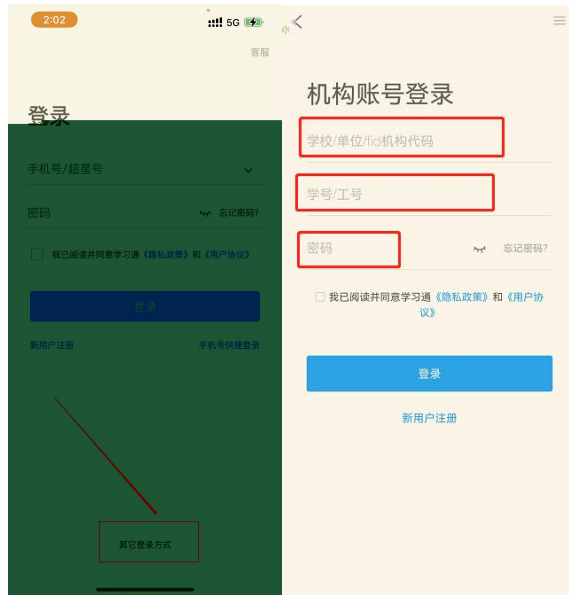 2:02
5G
客服
登录
手机号/超星号
密码
忘记密码?
我已阅读并同意学习通《隐私政策》和《用户协议》
登录
新用户注册
手机号快捷登录
其它登录方式
机构账号登录
学校/单位/fid机构代码
学号/工号
密码
忘记密码?
我已阅读并同意学习通《隐私政策》和《用户协
议》
登录
新用户注册